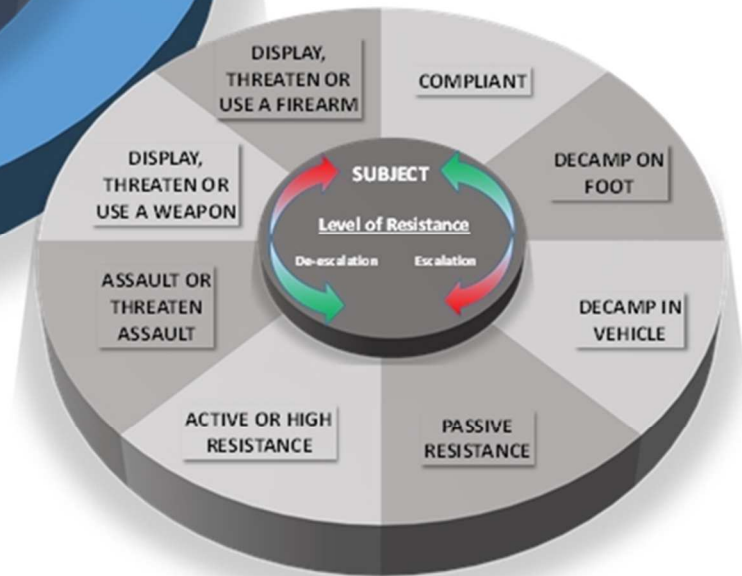 DISPLAY,
THREATEN OR
USE A FIREARM
COMPLIANT
DECAMP ON
FOOT
DECAMP IN
VEHICLE
PASSIVE
RESISTANCE
ACTIVE OR HIGH
RESISTANCE
ASSAULT OR
THREATEN
ASSAULT
DISPLAY,
THREATEN OR
USE A WEAPON
SUBJECT
Level of Resistance
De-escalation Escalation